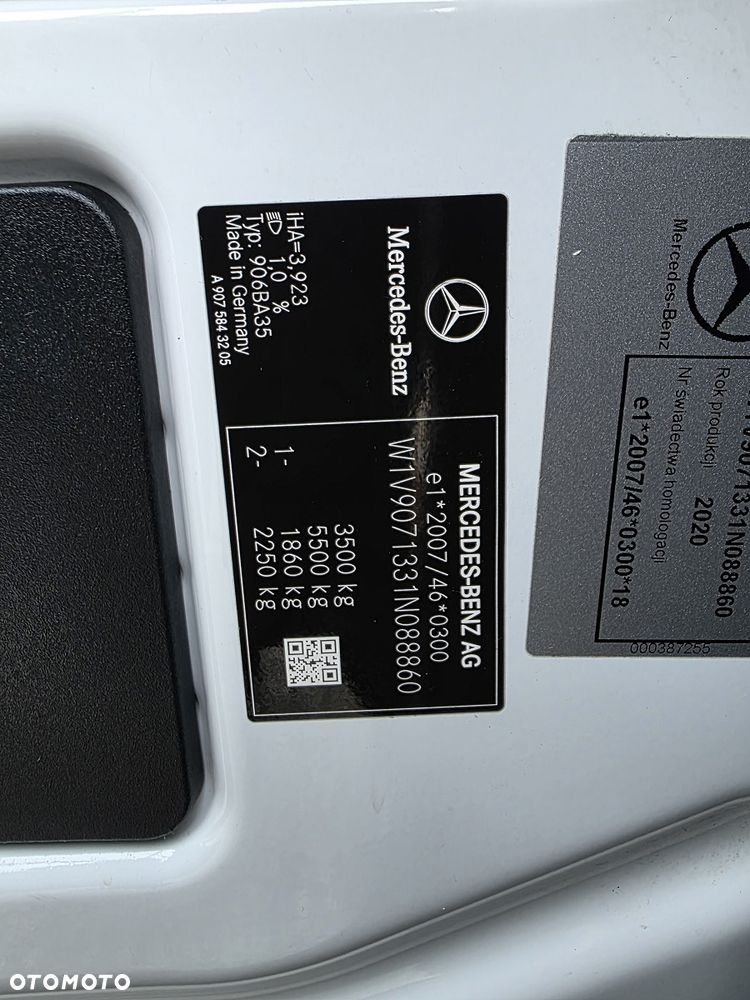 Mercedes-Benz
iHA=3,923
1,0 %
Typ: 906BA35
Made in Germany
A 907 584 32 05
MERCEDES-BENZ AG
e1*2007/46*0300
W1V9071331N088860
3500 kg
5500 kg
1- 1860 kg
2- 2250 kg
Mercedes-Benz
V9071331N088860
Rok produkcji 2020
Nr świadectwa homologacji
e1*2007/46*0300*18
000387255
OTOMOTO